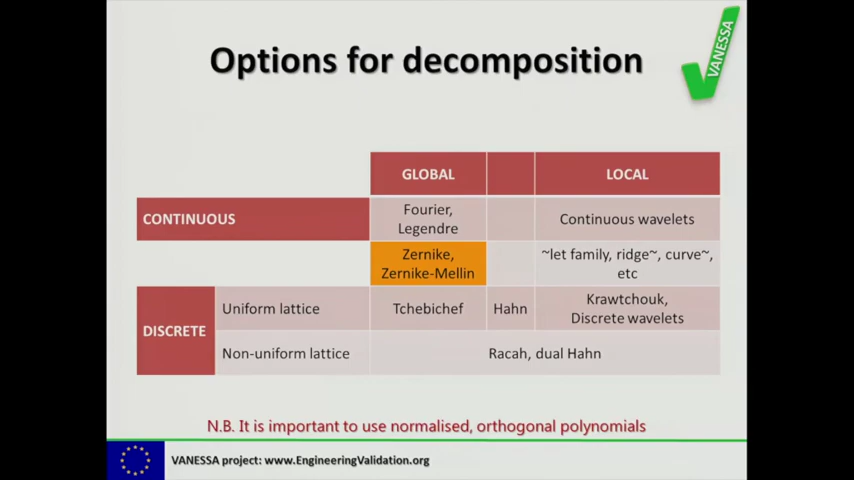 Options for decomposition
VANESSA
GLOBAL
LOCAL
CONTINUOUS
Fourier,
Legendre
Continuous wavelets
Zernike,
Zernike-Mellin
~let family, ridge~, curve~,
etc
DISCRETE
Uniform lattice
Tchebichef
Hahn
Krawtchouk,
Discrete wavelets
Non-uniform lattice
Racah, dual Hahn
N.B. It is important to use normalised, orthogonal polynomials
VANESSA project: www.EngineeringValidation.org